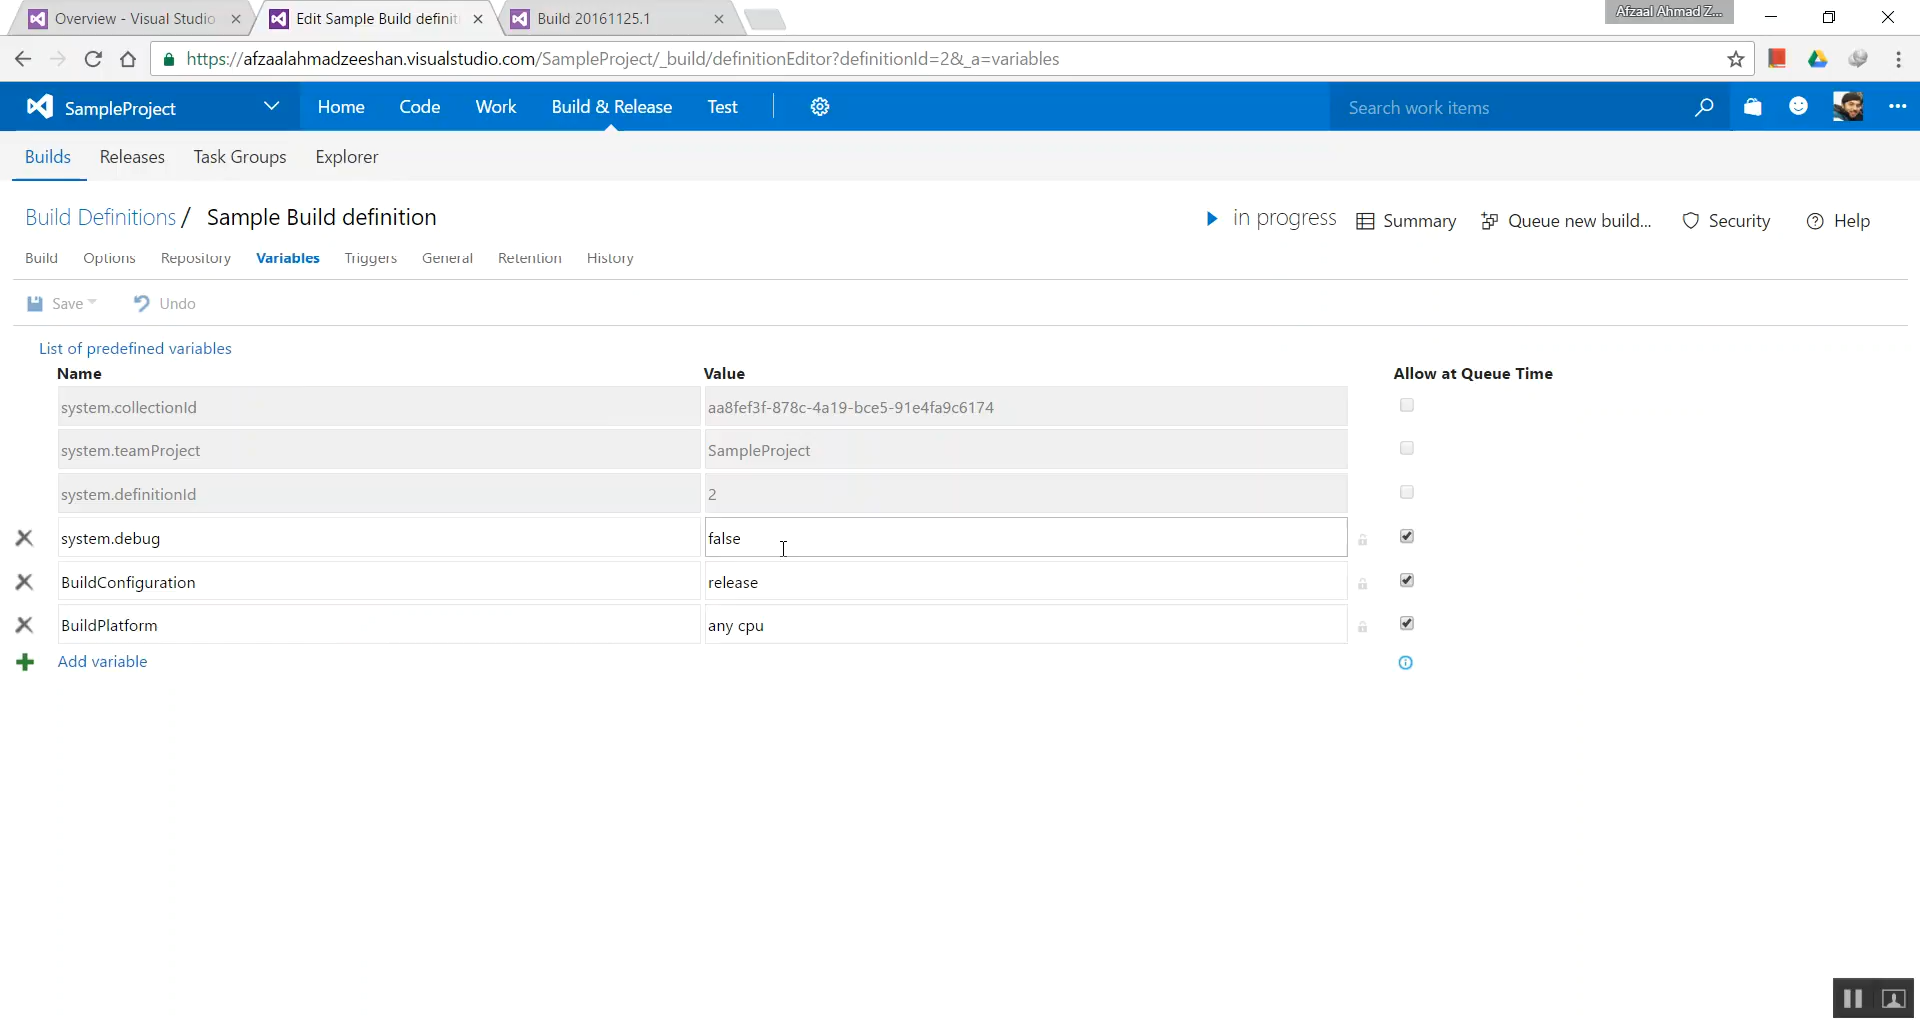 Overview - Visual Studio
Edit Sample Build definit
Build 20161125.1
Afzaal Ahmad Z...
https://afzaalahmadzeeshan.visualstudio.com/SampleProject/_build/definitionEditor?definitionId=2&_a=variables
SampleProject
Home
Code
Work
Build & Release
Test
Search work items
Builds
Releases
Task Groups
Explorer
Build Definitions / Sample Build definition
in progress
Summary
Queue new build...
Security
Help
Build
Options
Repository
Variables
Triggers
General
Retention
History
Save
Undo
List of predefined variables
Name
Value
Allow at Queue Time
system.collectionId
aa8fef3f-878c-4a19-bce5-91e4fa9c6174
system.teamProject
SampleProject
system.definitionId
2
system.debug
false
BuildConfiguration
release
BuildPlatform
any cpu
Add variable